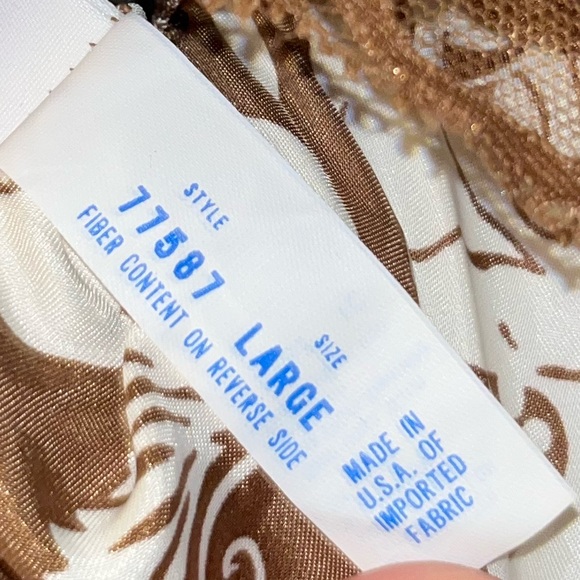 STYLE
77587
SIZE
LARGE
FIBER CONTENT ON REVERSE SIDE
MADE IN
U.S.A. OF
IMPORTED
FABRIC